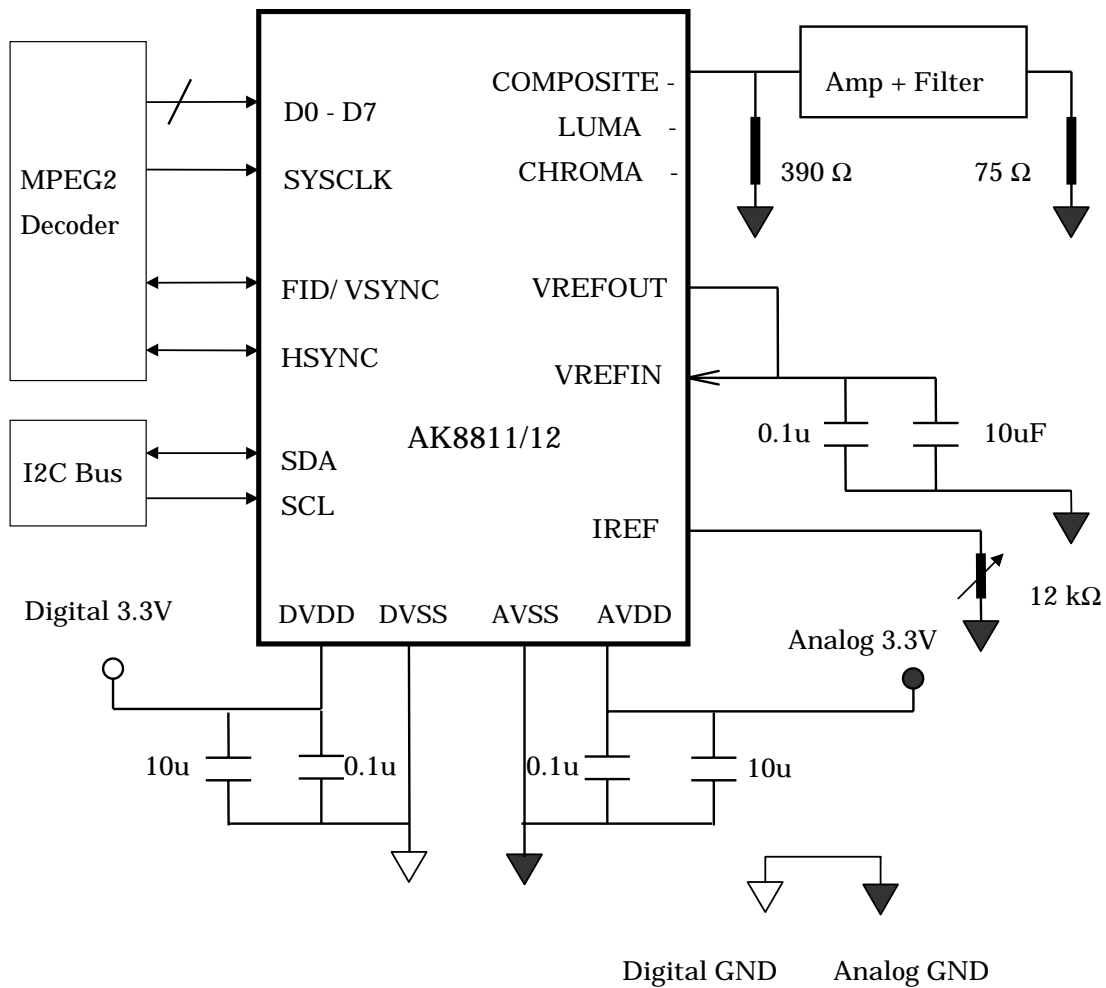 MPEG2
Decoder
I2C Bus
D0 - D7
SYSCLK
FID/ VSYNC
HSYNC
SDA
SCL
COMPOSITE -
LUMA -
CHROMA -
VREFOUT
VREFIN
AK8811/12
IREF
DVDD DVSS AVSS AVDD
Amp + Filter
390 Ω
75 Ω
0.1u
10uF
12 kΩ
Digital 3.3V
Analog 3.3V
10u
0.1u
0.1u
10u
Digital GND
Analog GND